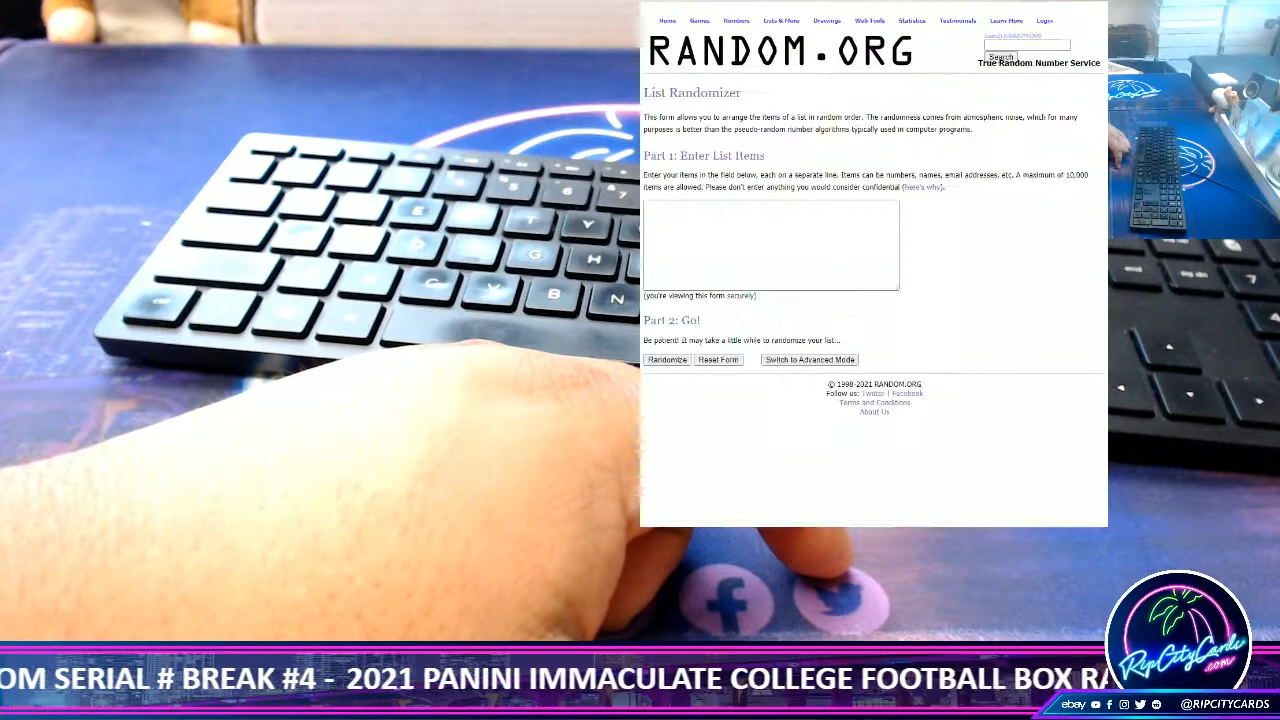 Home Games Numbers Lists & More Drawings Web Tools Statistics Testimonials Learn More Login
RANDOM.ORG
Search RANDOM.ORG
Search
True Random Number Service
List Randomizer
This form allows you to arrange the items of a list in random order. The randomness comes from atmospheric noise, which for many
purposes is better than the pseudo-random number algorithms typically used in computer programs.
Part 1: Enter List Items
Enter your items in the field below, each on a separate line. Items can be numbers, names, email addresses, etc. A maximum of 10,000
items are allowed. Please don't enter anything you would consider confidential (here's why).
(you're viewing this form securely)
Part 2: Go!
Be patient! It may take a little while to randomize your list...
Randomize Reset Form Switch to Advanced Mode
© 1998-2021 RANDOM.ORG
Follow us: Twitter | Facebook
Terms and Conditions
About Us
6 7
E T Y
D G H
C V B N
f
RipCityCards
.com
OM SERIAL # BREAK #4 - 2021 PANINI IMMACULATE COLLEGE FOOTBALL BOX RA
ebay @RIPCITYCARDS